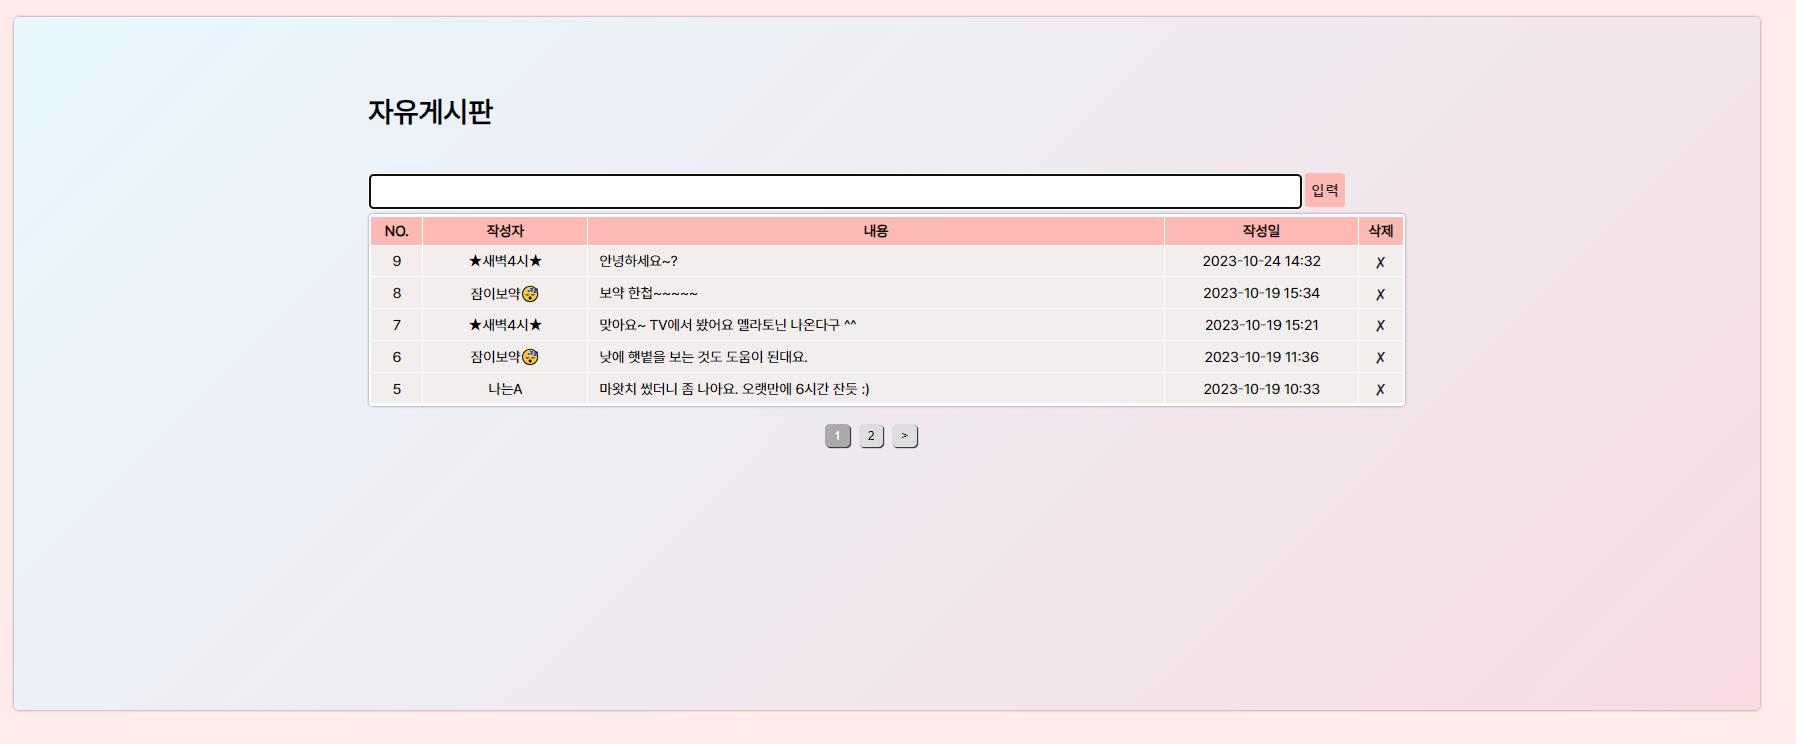 자유게시판
입력
NO. 작성자 내용 작성일 삭제
9 ★새벽4시★ 안녕하세요~? 2023-10-24 14:32 ✗
8 잠이보약😴 보약 한첩~~~~~ 2023-10-19 15:34 ✗
7 ★새벽4시★ 맞아요~ TV에서 봤어요 멜라토닌 나온다구 ^^ 2023-10-19 15:21 ✗
6 잠이보약😴 낮에 햇볕을 보는 것도 도움이 된대요. 2023-10-19 11:36 ✗
5 나는A 마왓치 썼더니 좀 나아요. 오랫만에 6시간 잔듯 :) 2023-10-19 10:33 ✗
1 2 >